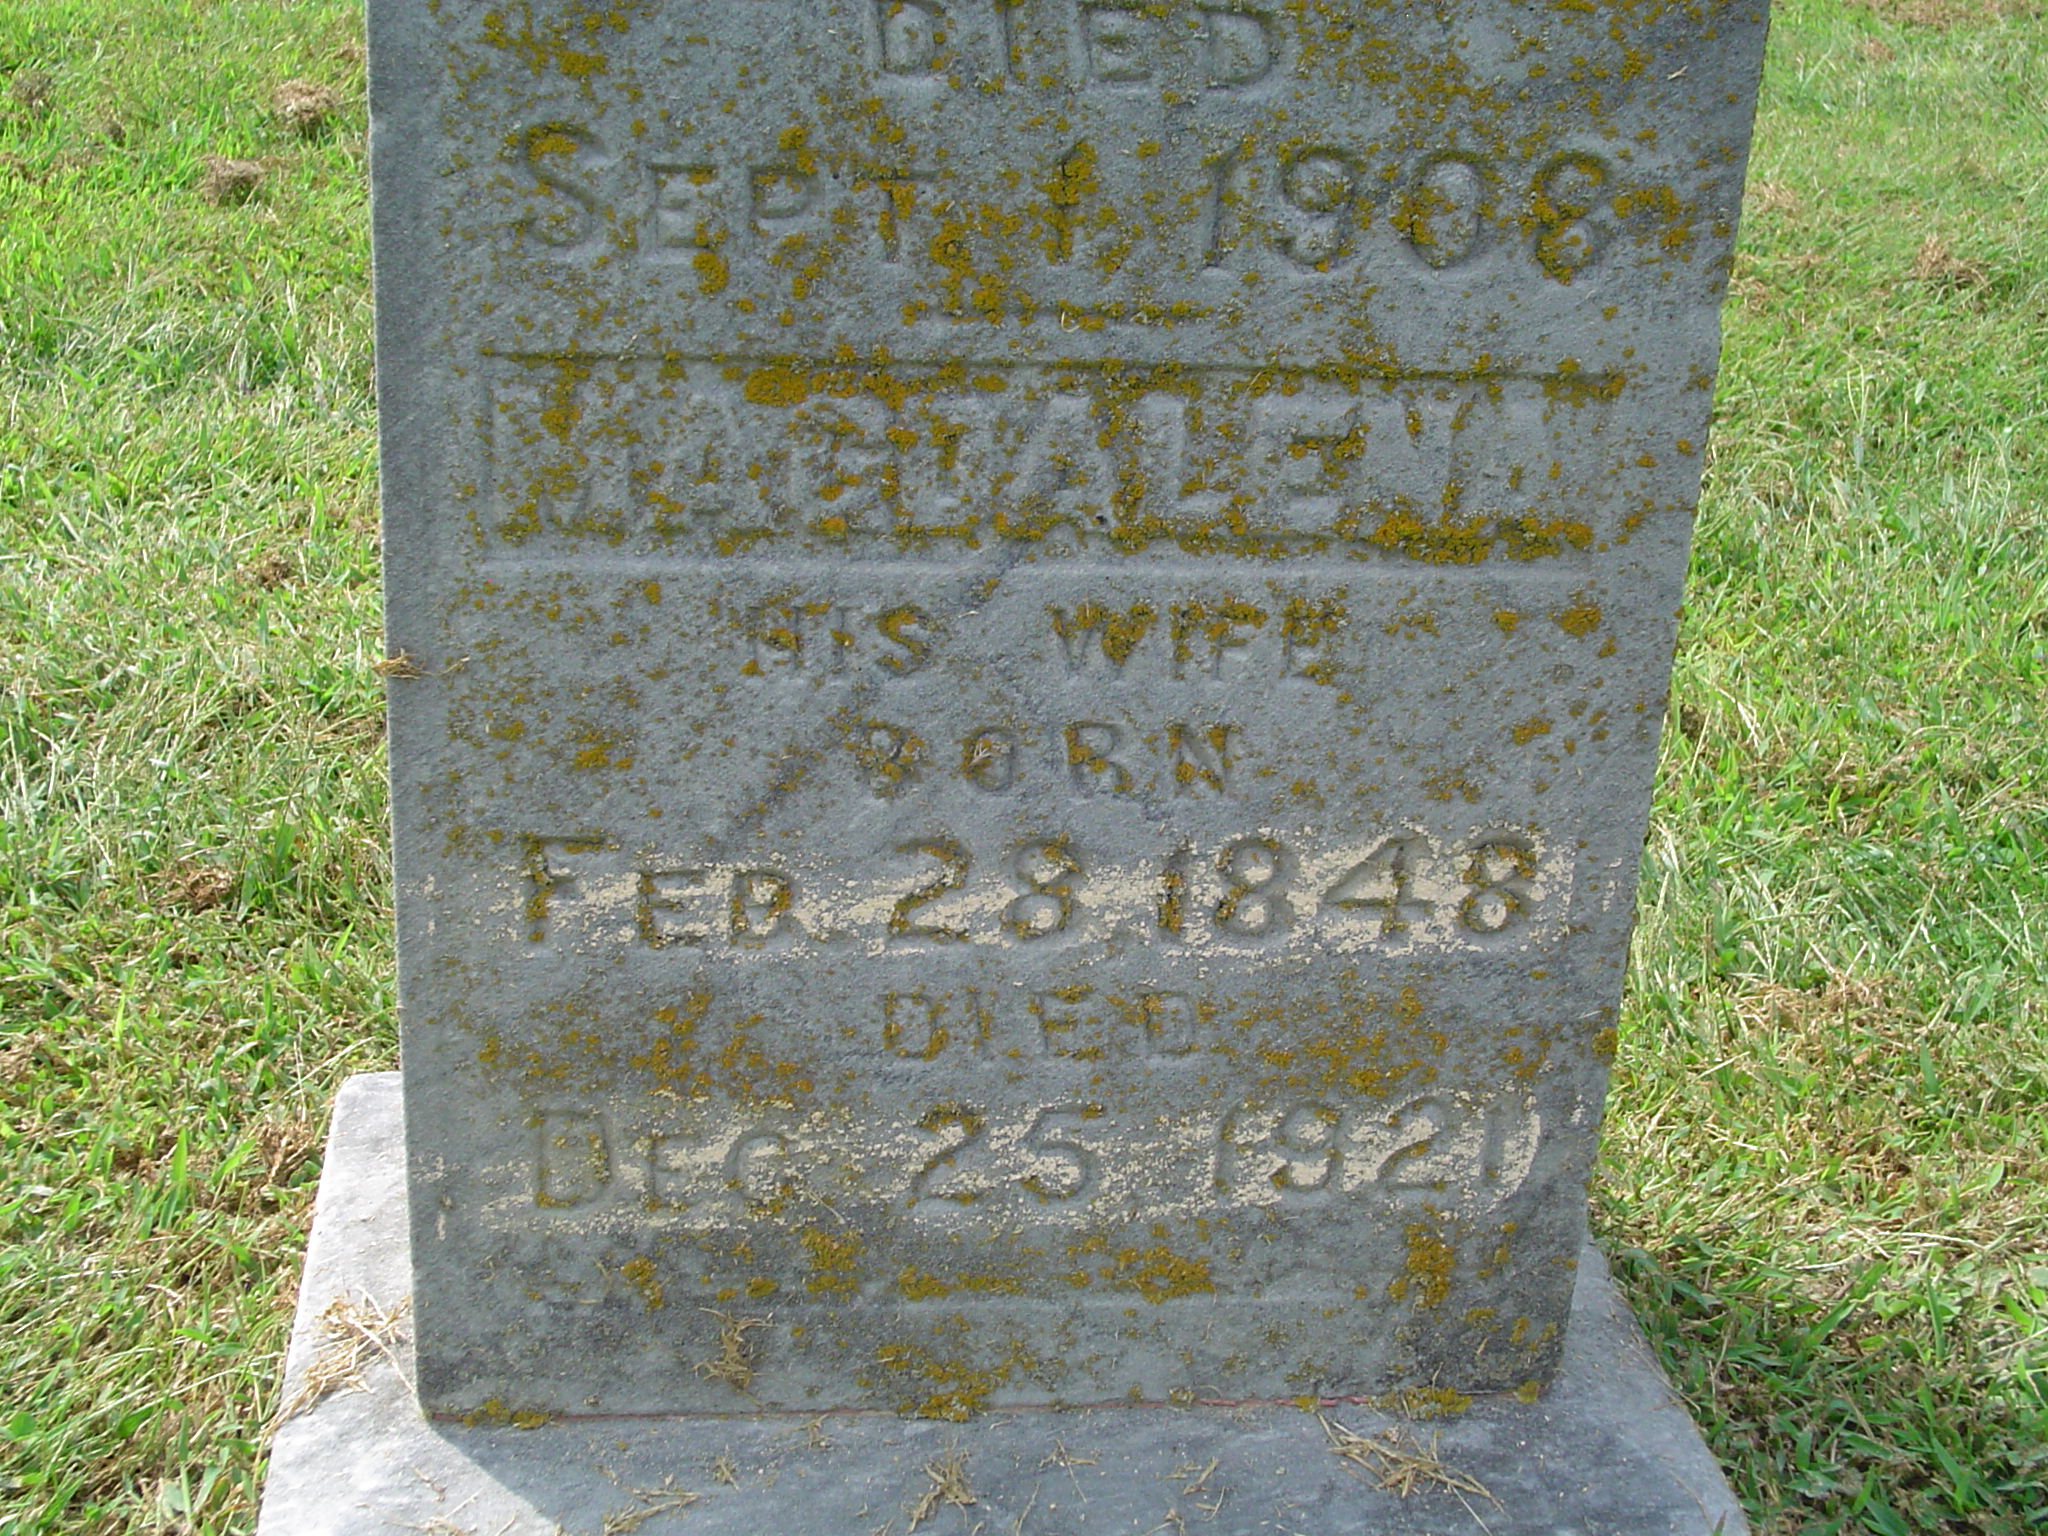 DIED
SEPT. 1, 1908
MAGDALENA
HIS WIFE
BORN
FEB. 28, 1848
DIED
DEC. 25, 1921